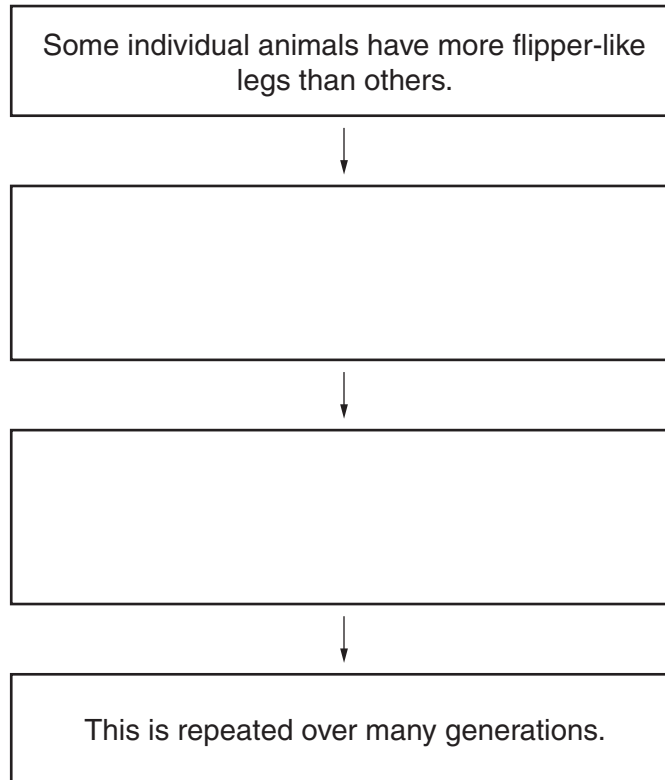 Some individual animals have more flipper-like
legs than others.
This is repeated over many generations.